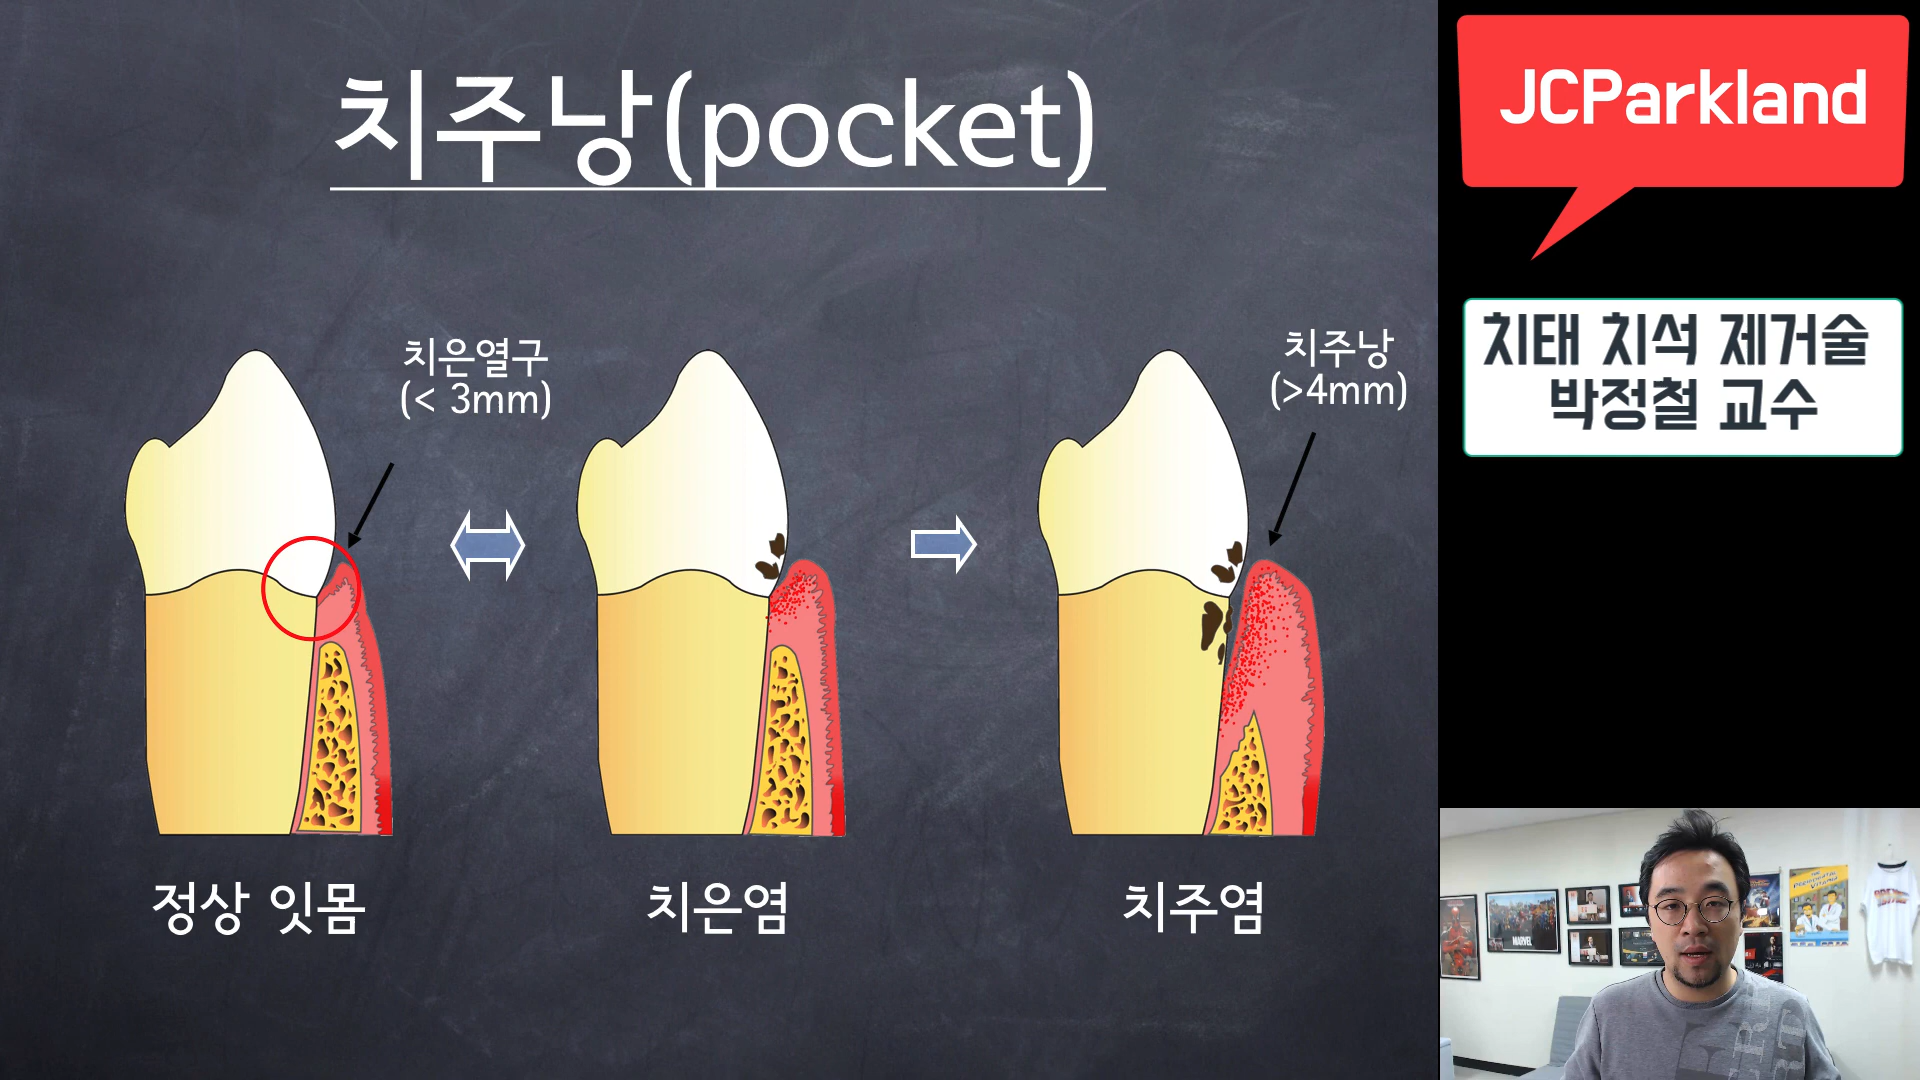 치주낭(pocket)
치은열구
(< 3mm)
치주낭
(>4mm)
정상 잇몸
치은염
치주염
JCParkland
치태 치석 제거술
박정철 교수
MARVEL